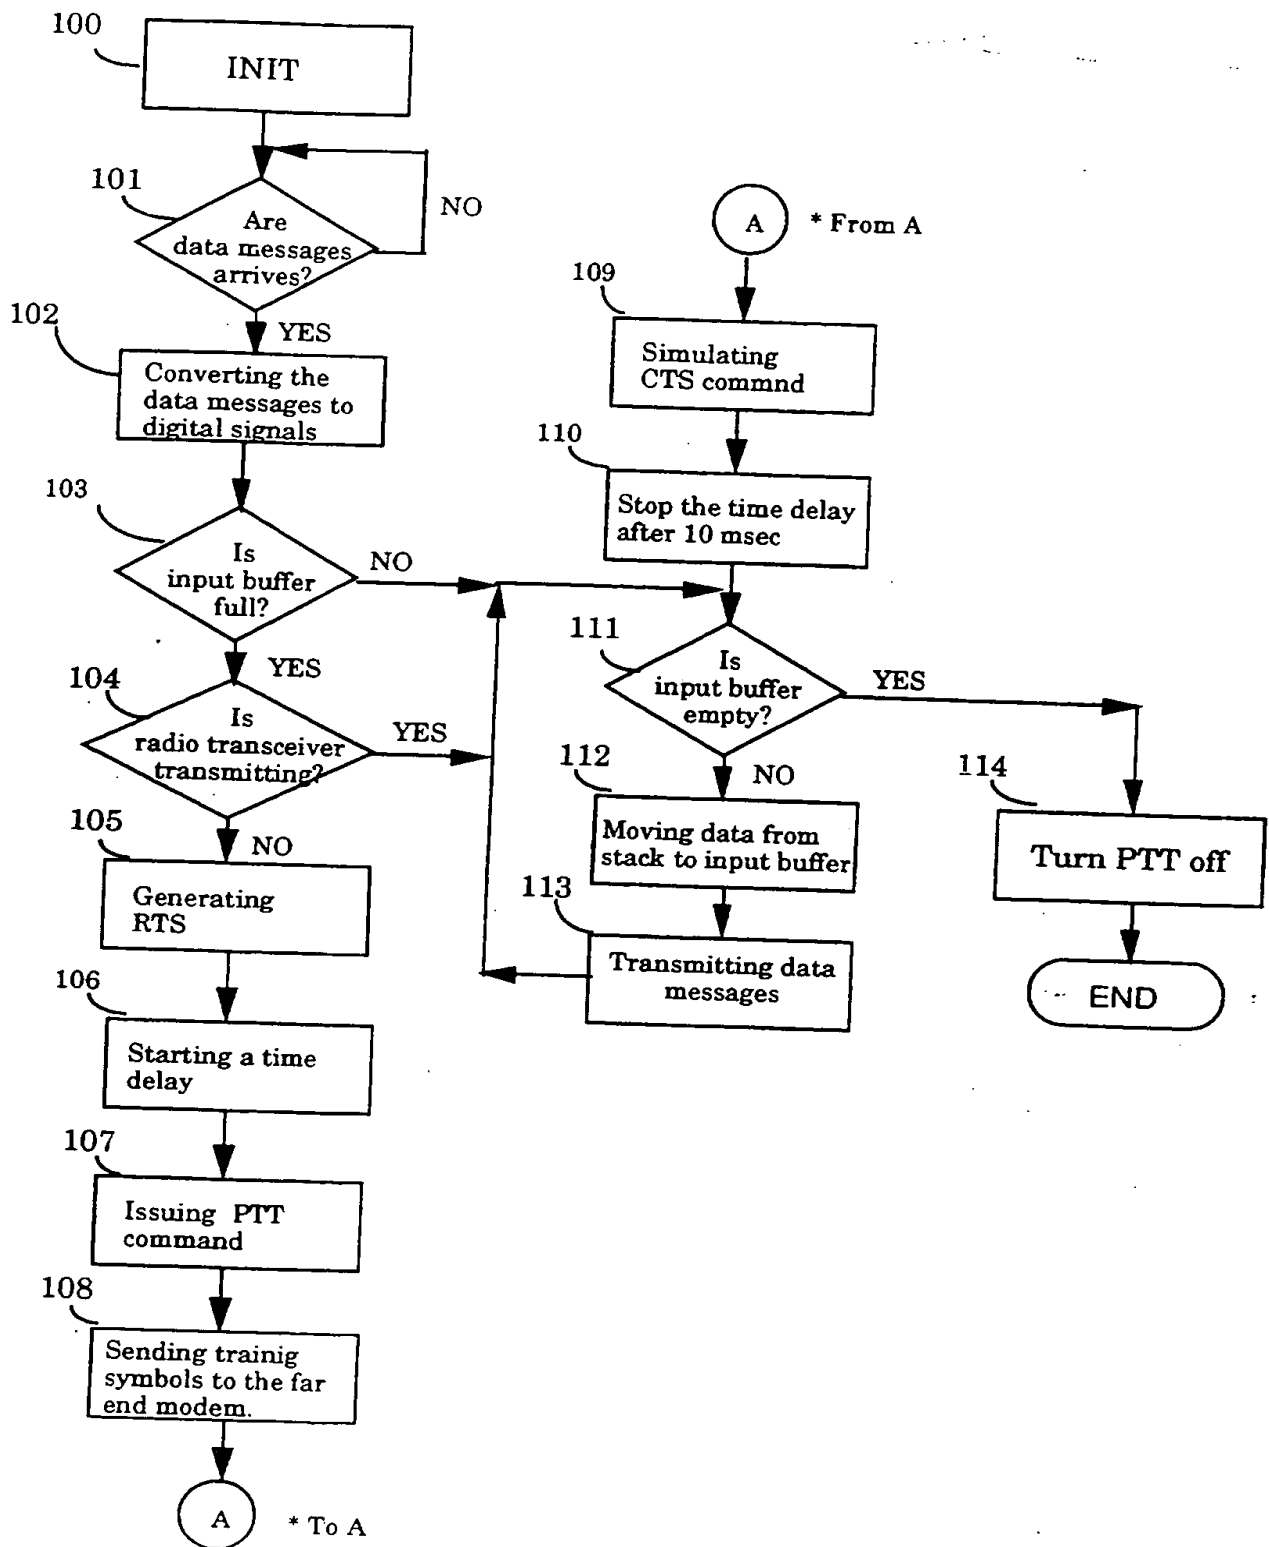 100
INIT
101
Are
data messages
arrives?
NO
YES
102
Converting the
data messages to
digital signals
103
Is
input buffer
full?
NO
YES
104
Is
radio transceiver
transmitting?
YES
NO
105
Generating
RTS
106
Starting a time
delay
107
Issuing PTT
command
108
Sending trainig
symbols to the far
end modem.
A
* To A
A
* From A
109
Simulating
CTS commnd
110
Stop the time delay
after 10 msec
111
Is
input buffer
empty?
YES
NO
112
Moving data from
stack to input buffer
113
Transmitting data
messages
114
Turn PTT off
END